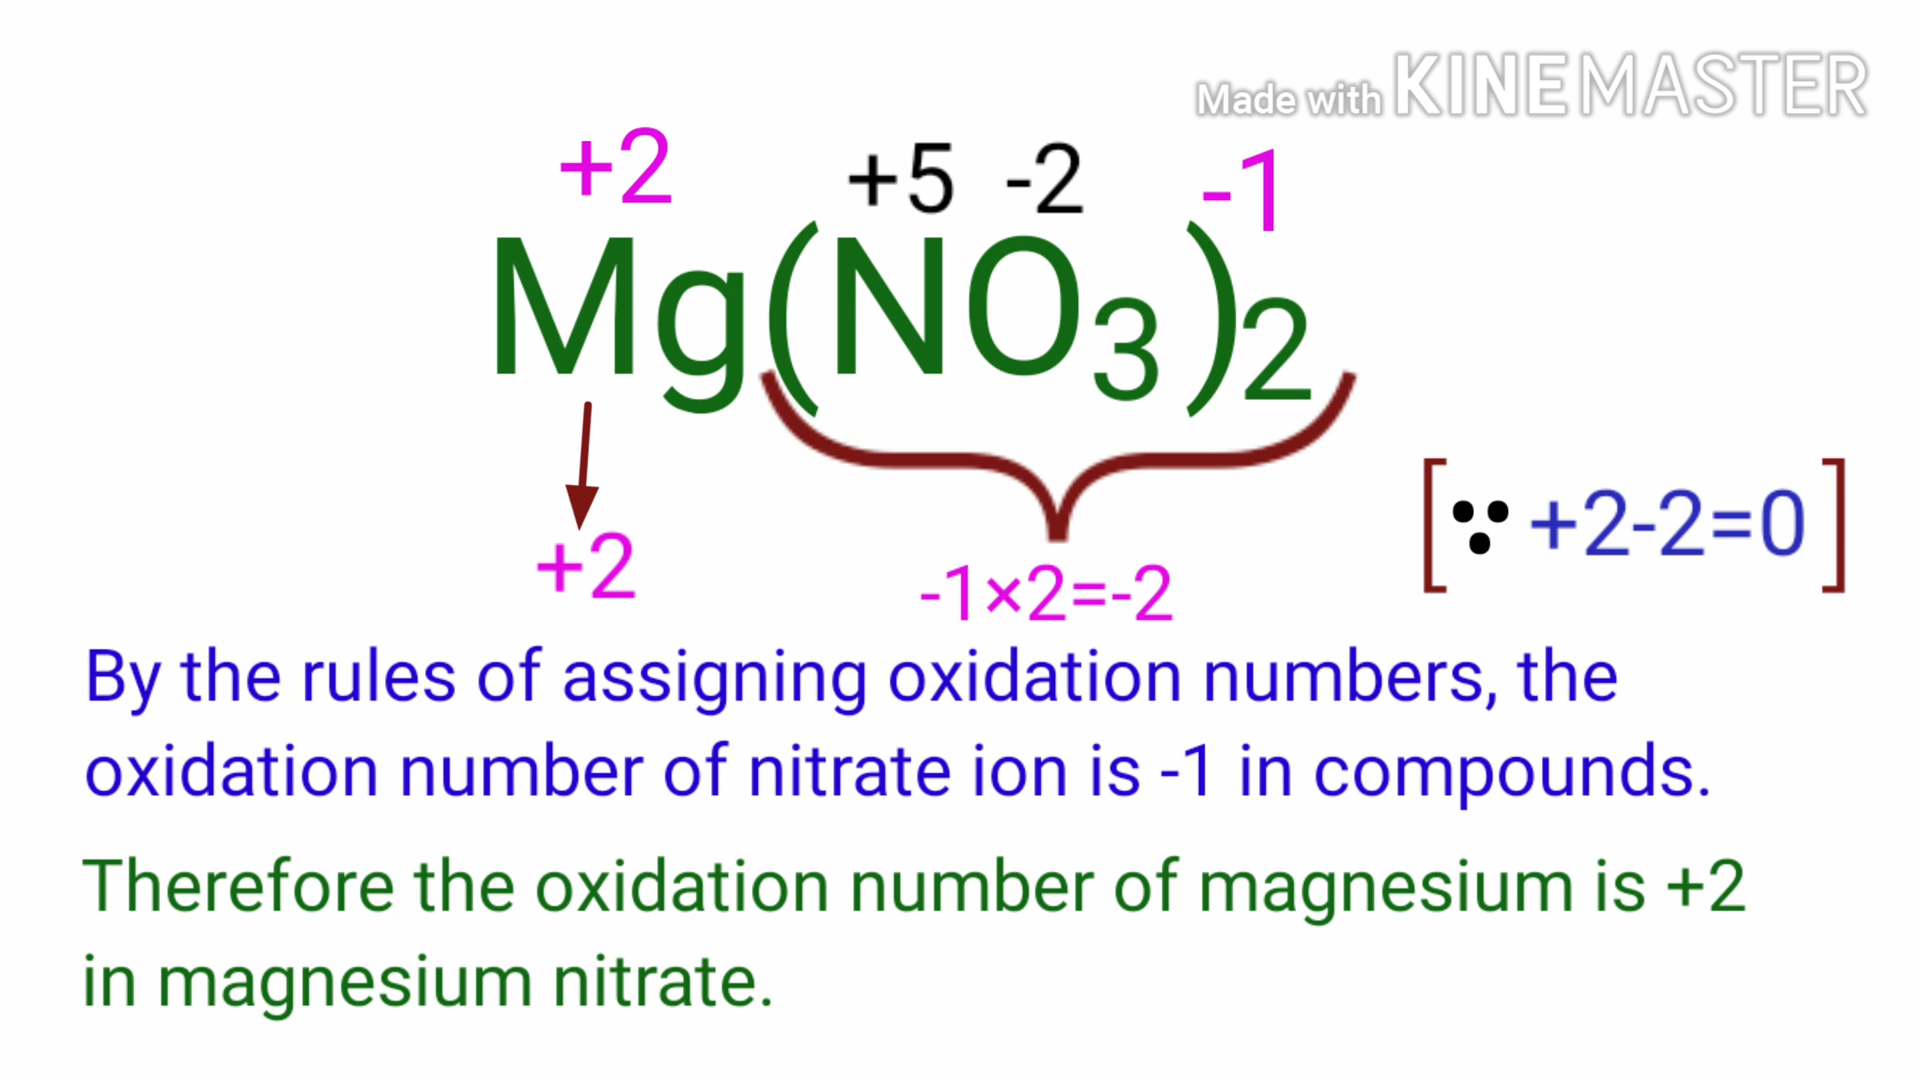 Made with KINEMASTER
+2 +5 -2 -1
Mg(NO3)2
+2
-1×2=-2
[∵ +2-2=0]
By the rules of assigning oxidation numbers, the
oxidation number of nitrate ion is -1 in compounds.
Therefore the oxidation number of magnesium is +2
in magnesium nitrate.